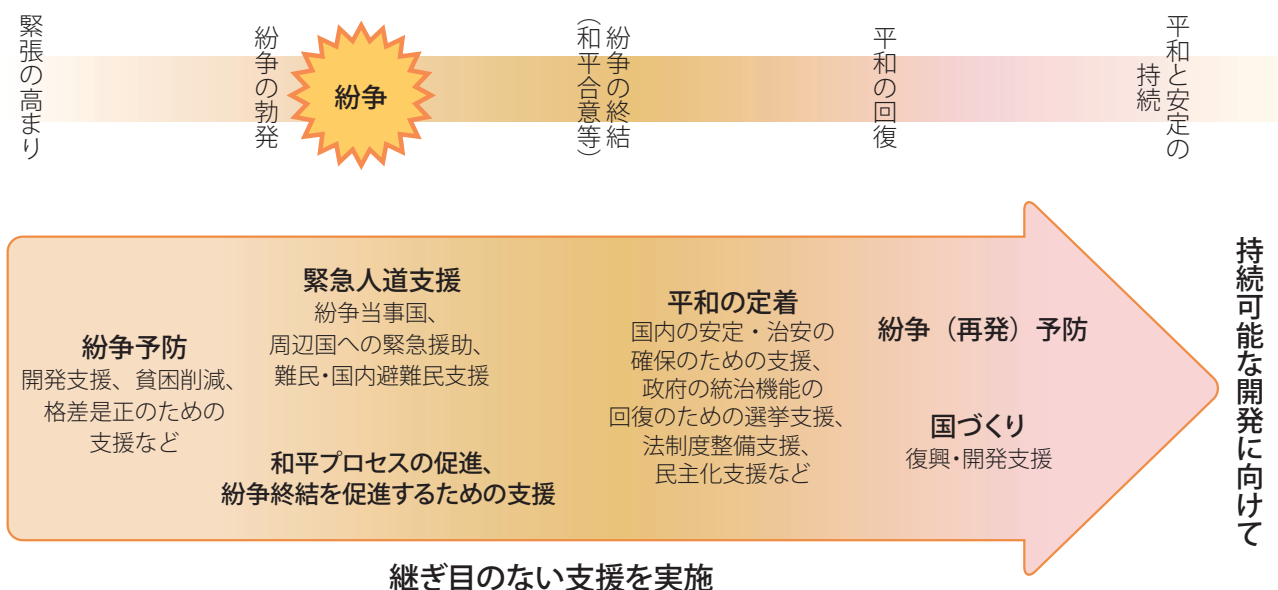 緊張の高まり
紛争の勃発
紛争
紛争の終結
（和平合意等）
平和の回復
平和と安定の
持続
紛争予防
開発支援、貧困削減、
格差是正のための
支援など
緊急人道支援
紛争当事国、
周辺国への緊急援助、
難民・国内避難民支援
和平プロセスの促進、
紛争終結を促進するための支援
平和の定着
国内の安定・治安の
確保のための支援、
政府の統治機能の
回復のための選挙支援、
法制度整備支援、
民主化支援など
紛争（再発）予防
国づくり
復興・開発支援
持続可能な開発に向けて
継ぎ目のない支援を実施